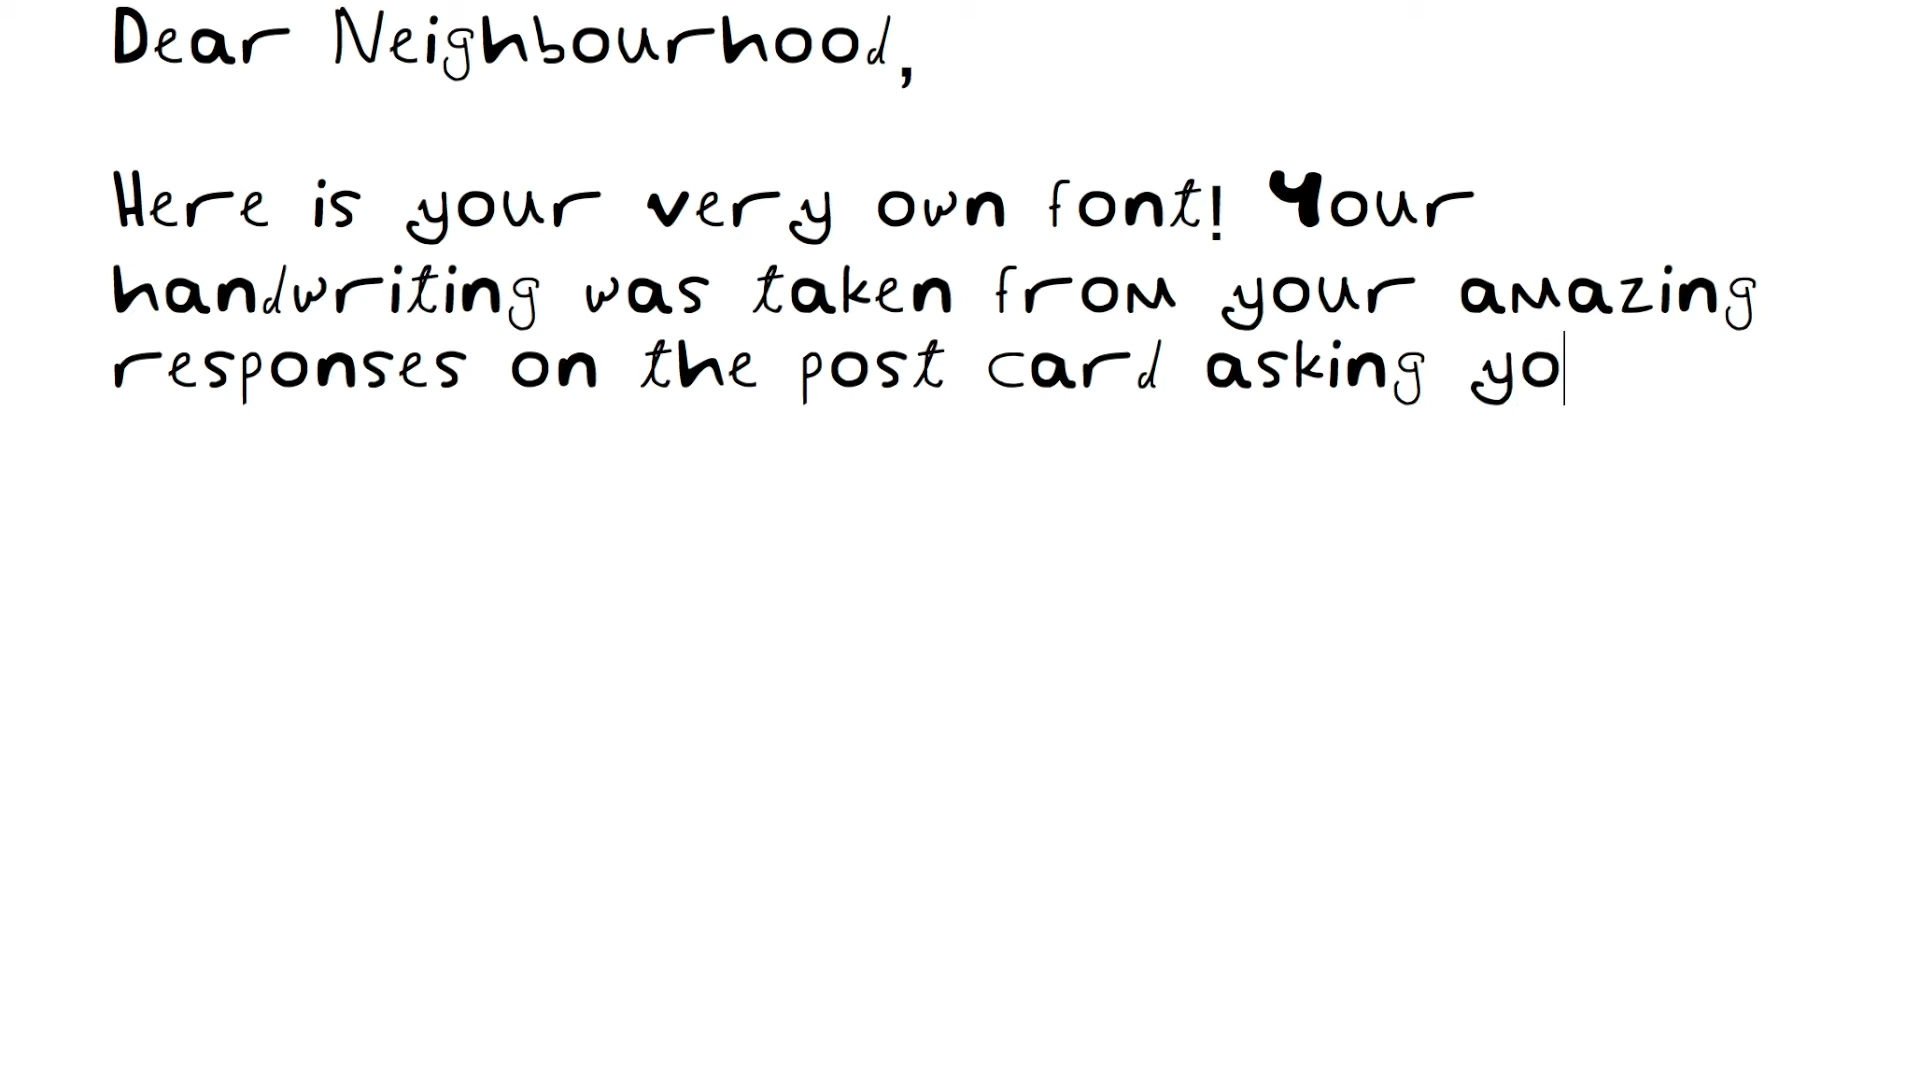 Dear Neighbourhood,
Here is your very own font! Your
handwriting was taken from your amazing
responses on the post card asking yo